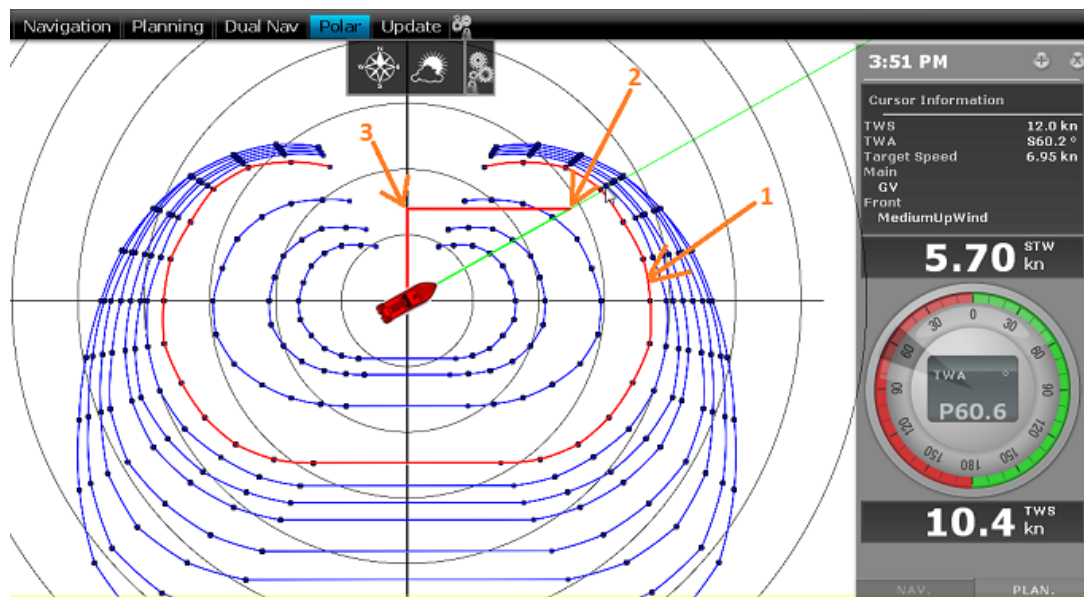 Navigation Planning Dual Nav Polar Update
N
W E
S
3:51 PM
2
3
1
Cursor Information
TWS 12.0 kn
TWA S60.2 °
Target Speed 6.95 kn
Main
GV
Front
MediumUpWind
5.70 STW kn
0
30 30
60 60
90 90
120 120
150 150
180
TWA °
P60.6
10.4 TWS kn
NAV. PLAN.